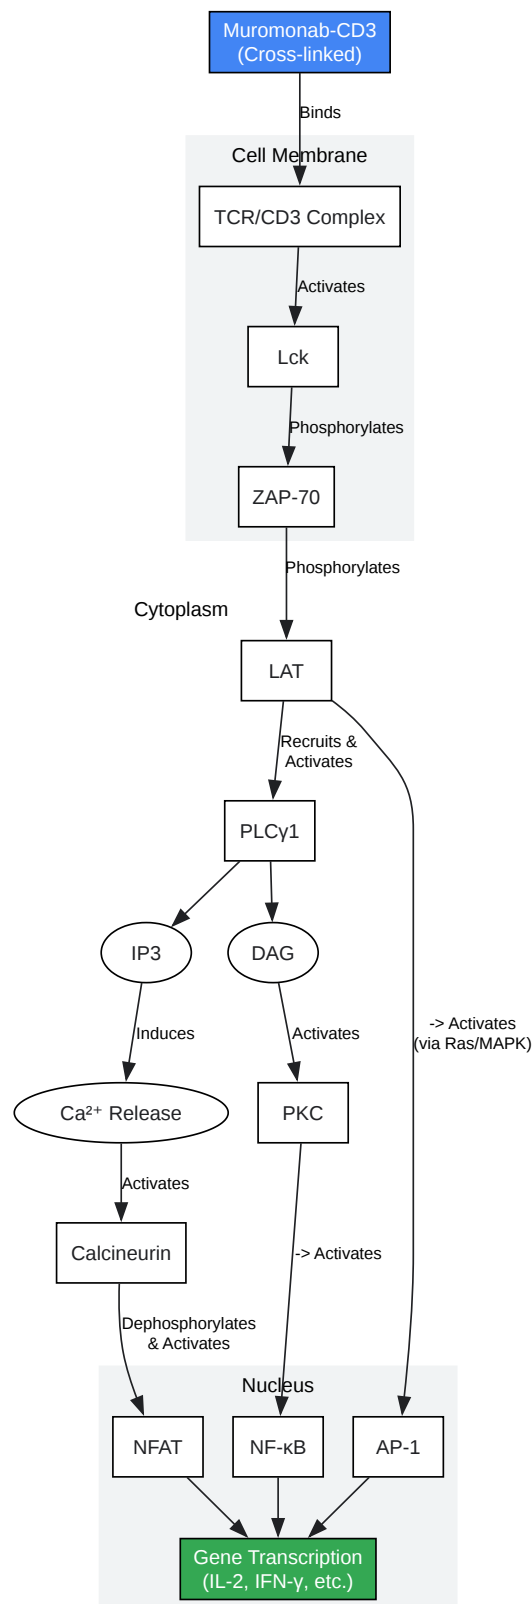 Muromonab-CD3
(Cross-linked)
Binds
Cell Membrane
TCR/CD3 Complex
Activates
Lck
Phosphorylates
ZAP-70
Phosphorylates
Cytoplasm
LAT
Recruits &
Activates
PLCγ1
IP3
DAG
Induces
Activates
-> Activates
(via Ras/MAPK)
Ca²⁺ Release
PKC
Activates
Calcineurin
-> Activates
Dephosphorylates
& Activates
Nucleus
NFAT
NF-κB
AP-1
Gene Transcription
(IL-2, IFN-γ, etc.)